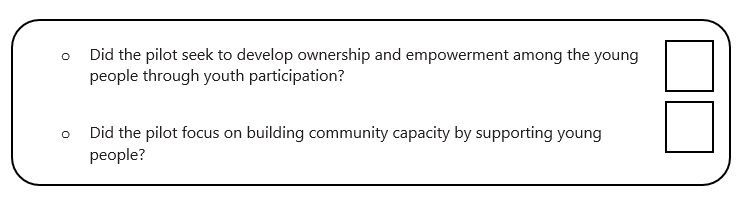 o Did the pilot seek to develop ownership and empowerment among the young
people through youth participation?
o Did the pilot focus on building community capacity by supporting young
people?